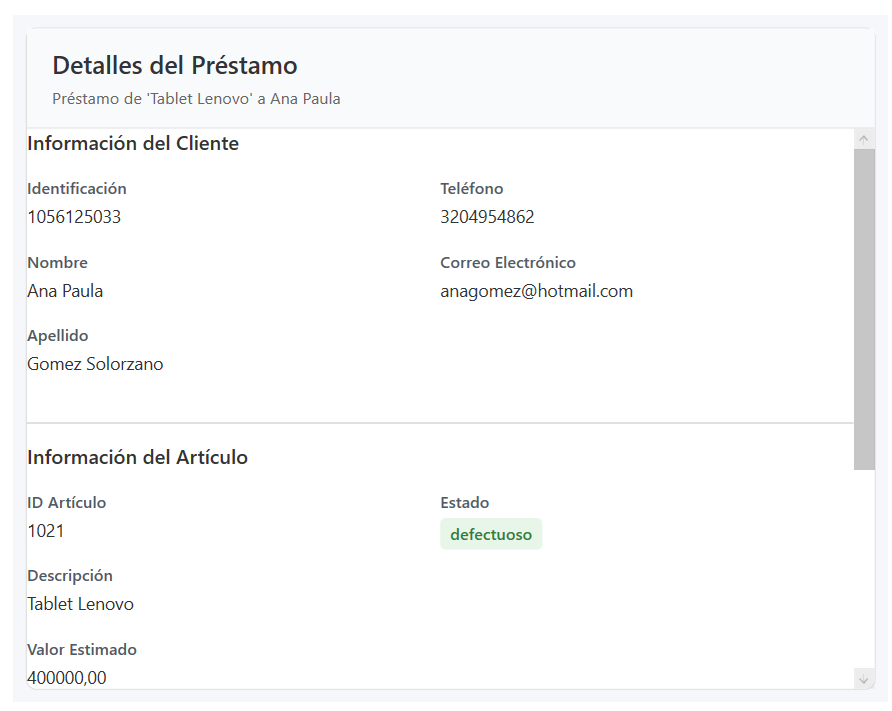 Detalles del Préstamo
Préstamo de 'Tablet Lenovo' a Ana Paula
Información del Cliente
Identificación
1056125033
Teléfono
3204954862
Nombre
Ana Paula
Correo Electrónico
anagomez@hotmail.com
Apellido
Gomez Solorzano
Información del Artículo
ID Artículo
1021
Estado
defectuoso
Descripción
Tablet Lenovo
Valor Estimado
400000,00